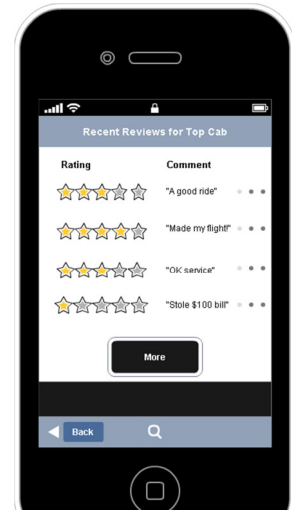 Recent Reviews for Top Cab
Rating Comment
"A good ride"
"Made my flight!"
"OK service"
"Stole $100 bill"
More
Back